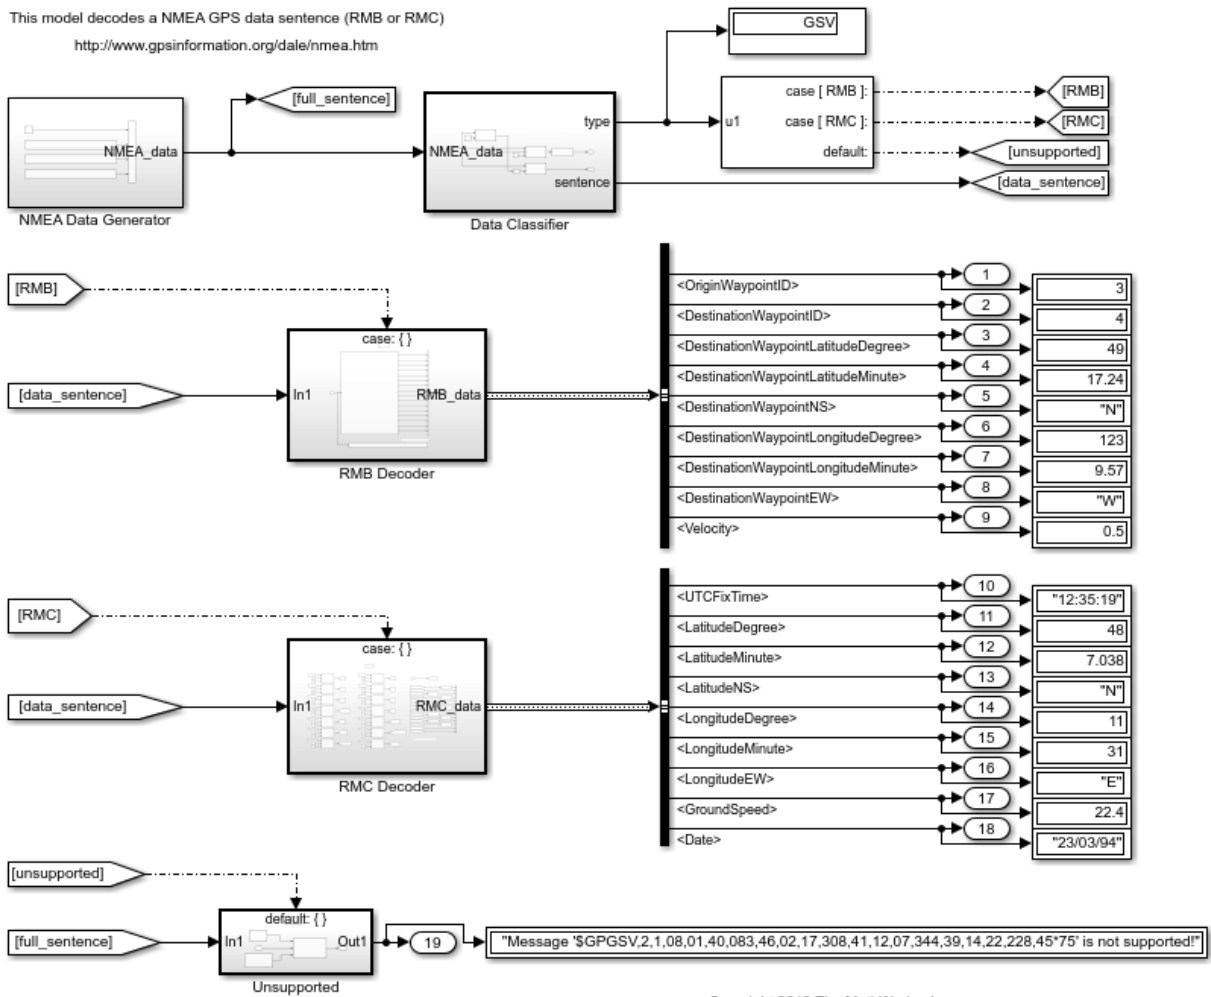 This model decodes a NMEA GPS data sentence (RMB or RMC)
http://www.gpsinformation.org/dale/nmea.htm
GSV
[full_sentence]
NMEA_data
NMEA Data Generator
NMEA_data
type
sentence
Data Classifier
u1
case [ RMB ]:
case [ RMC ]:
default:
[RMB]
[RMC]
[unsupported]
[data_sentence]
[RMB]
[data_sentence]
case: { }
In1
RMB_data
RMB Decoder
<OriginWaypointID>
1
3
<DestinationWaypointID>
2
4
<DestinationWaypointLatitudeDegree>
3
49
<DestinationWaypointLatitudeMinute>
4
17.24
<DestinationWaypointNS>
5
"N"
<DestinationWaypointLongitudeDegree>
6
123
<DestinationWaypointLongitudeMinute>
7
9.57
<DestinationWaypointEW>
8
"W"
<Velocity>
9
0.5
[RMC]
[data_sentence]
case: { }
In1
RMC_data
RMC Decoder
<UTCFixTime>
10
"12:35:19"
<LatitudeDegree>
11
48
<LatitudeMinute>
12
7.038
<LatitudeNS>
13
"N"
<LongitudeDegree>
14
11
<LongitudeMinute>
15
31
<LongitudeEW>
16
"E"
<GroundSpeed>
17
22.4
<Date>
18
"23/03/94"
[unsupported]
[full_sentence]
default: { }
In1
Out1
Unsupported
19
"Message '$GPGSV,2,1,08,01,40,083,46,02,17,308,41,12,07,344,39,14,22,228,45*75' is not supported!"